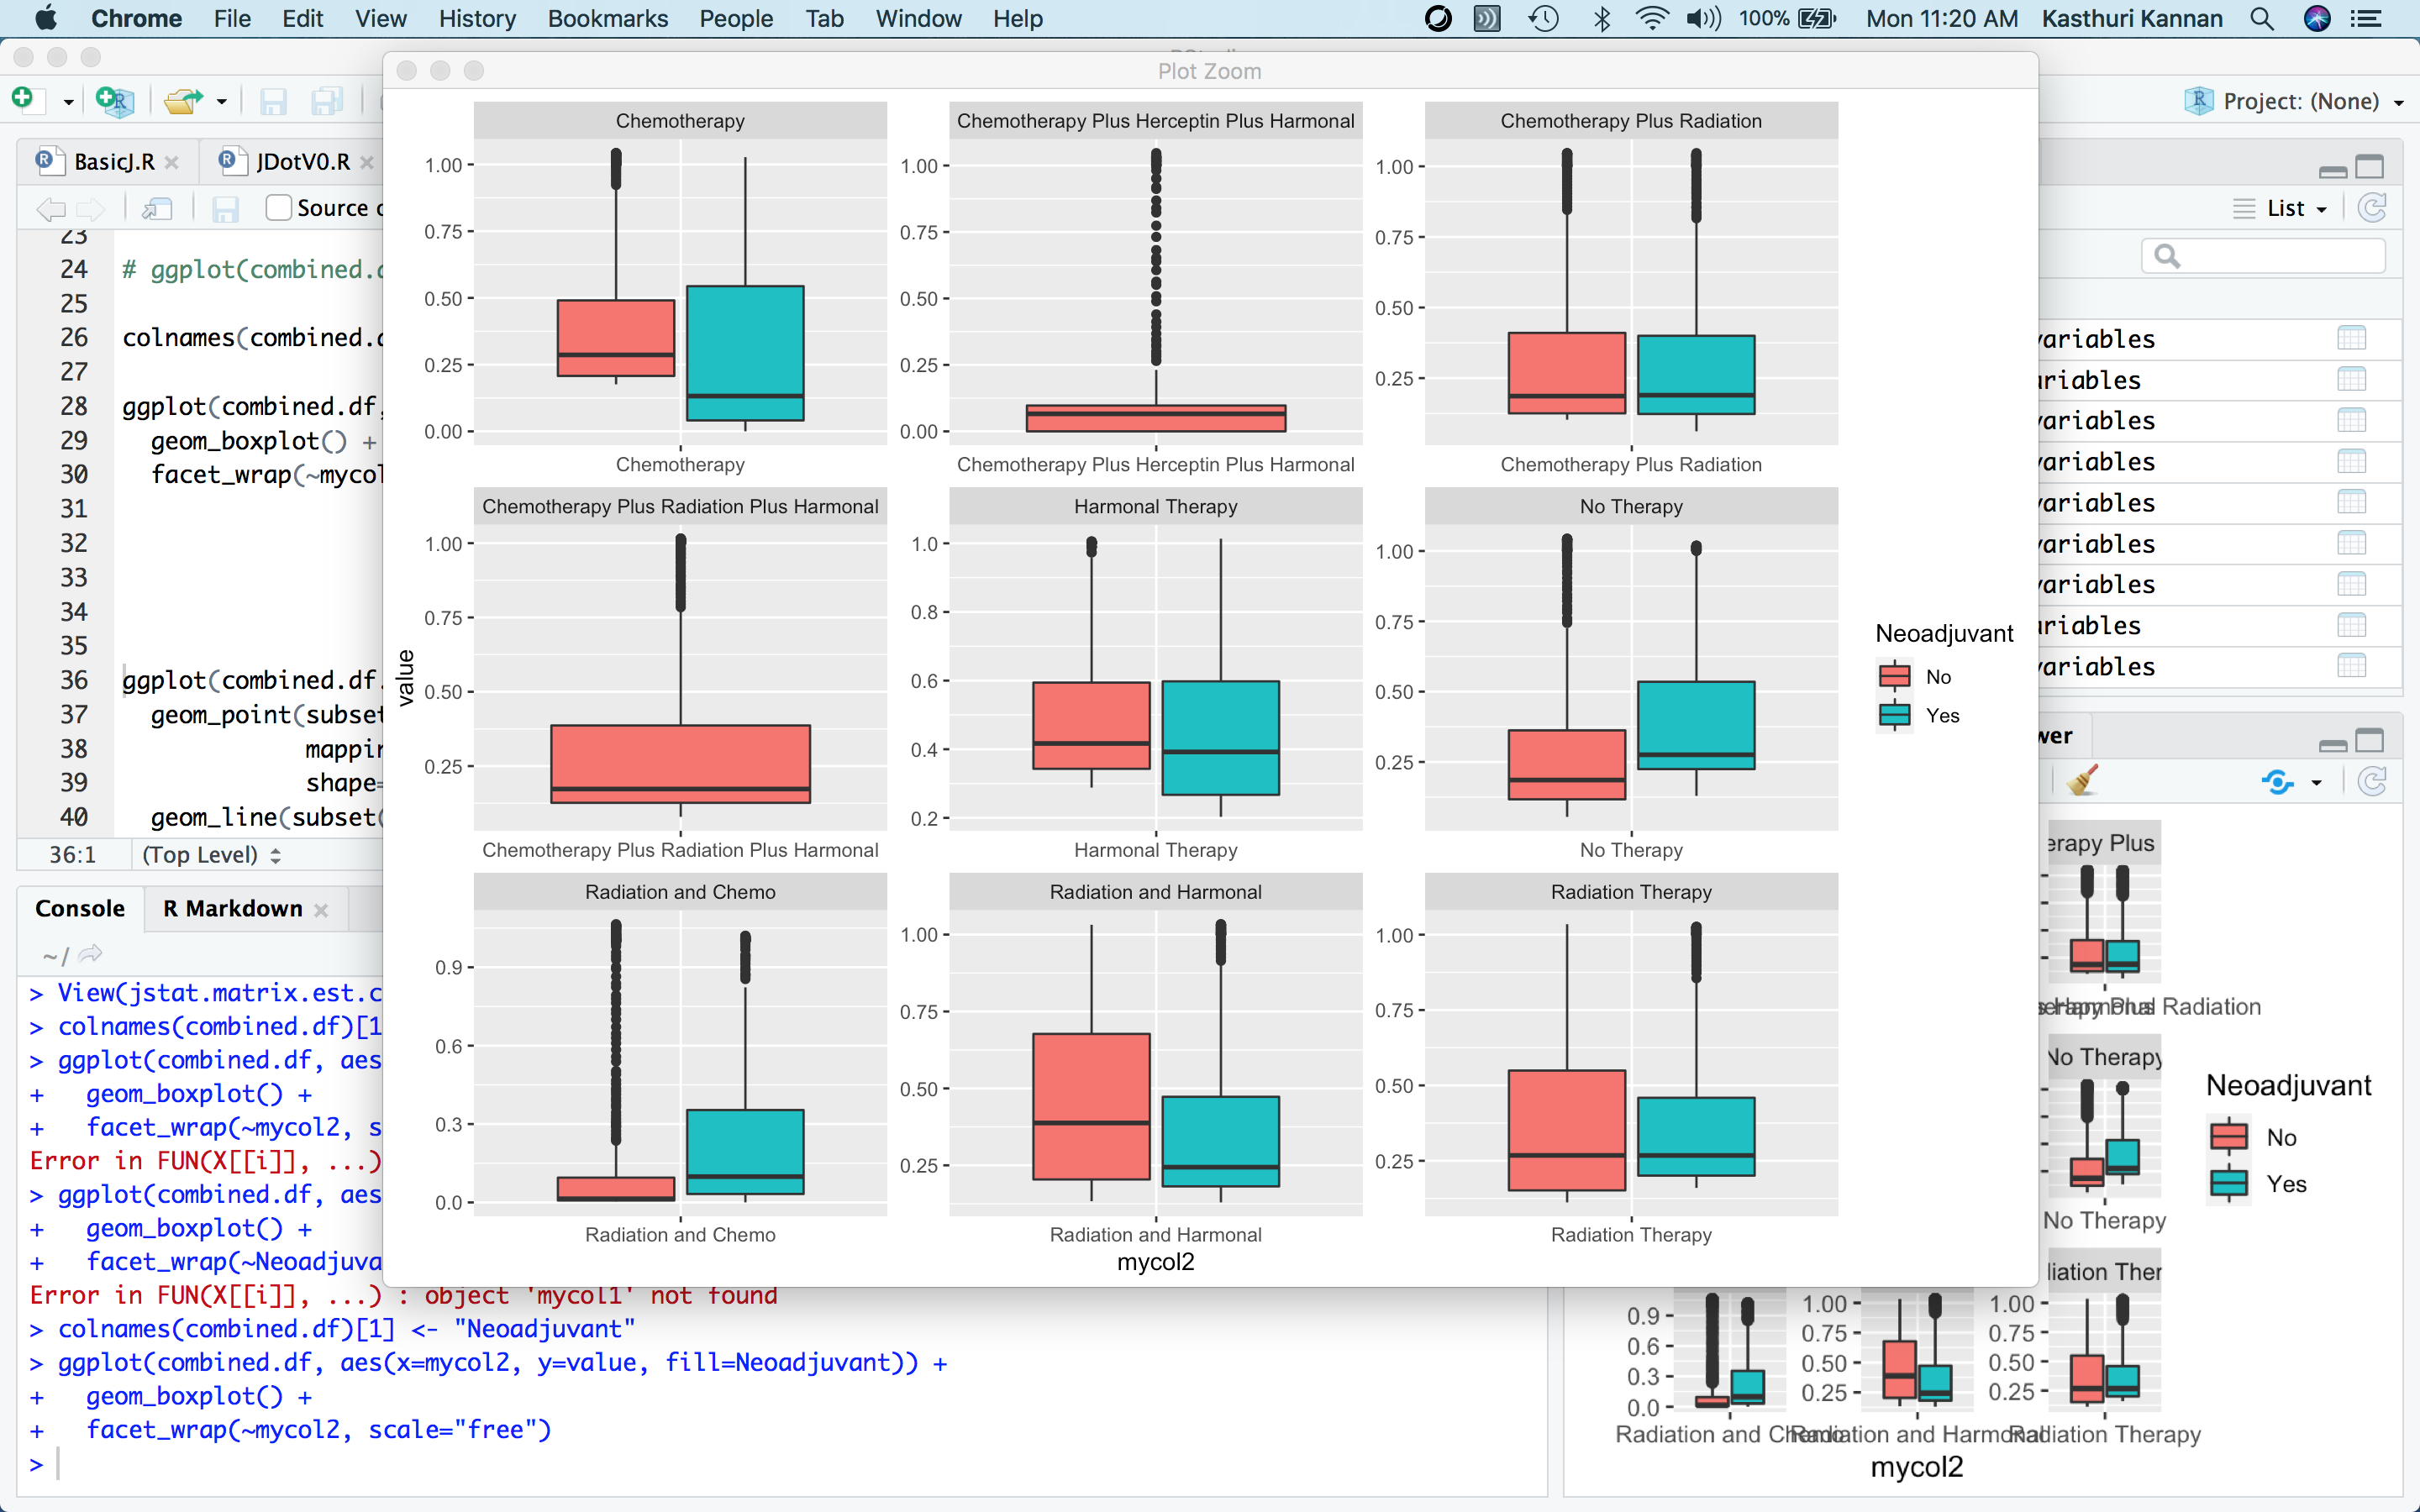 Chrome File Edit View History Bookmarks People Tab Window Help 100% Mon 11:20 AM Kasthuri Kannan
Plot Zoom
Project: (None)
BasicJ.R
JDotV0.R
Source
List
23
24 # ggplot(combined.
25
26 colnames(combined.
27
28 ggplot(combined.df,
29 geom_boxplot() +
30 facet_wrap(~mycol
31
32
33
34
35
36 ggplot(combined.df.
37 geom_point(subset
38 mappin
39 shape=
40 geom_line(subset(
36:1 (Top Level)
Console R Markdown
~/
> View(jstat.matrix.est.c
> colnames(combined.df)[1
> ggplot(combined.df, aes
+ geom_boxplot() +
+ facet_wrap(~mycol2, s
Error in FUN(X[[i]], ...)
> ggplot(combined.df, aes
+ geom_boxplot() +
+ facet_wrap(~Neoadjuva
Error in FUN(X[[i]], ...) : object 'mycol1' not found
> colnames(combined.df)[1] <- "Neoadjuvant"
> ggplot(combined.df, aes(x=mycol2, y=value, fill=Neoadjuvant)) +
+ geom_boxplot() +
+ facet_wrap(~mycol2, scale="free")
>
Chemotherapy
1.00
0.75
0.50
0.25
0.00
Chemotherapy
Chemotherapy Plus Herceptin Plus Harmonal
1.00
0.75
0.50
0.25
0.00
Chemotherapy Plus Herceptin Plus Harmonal
Chemotherapy Plus Radiation
1.00
0.75
0.50
0.25
Chemotherapy Plus Radiation
value
Chemotherapy Plus Radiation Plus Harmonal
1.00
0.75
0.50
0.25
Chemotherapy Plus Radiation Plus Harmonal
Harmonal Therapy
1.0
0.8
0.6
0.4
0.2
Harmonal Therapy
No Therapy
1.00
0.75
0.50
0.25
No Therapy
Radiation and Chemo
0.9
0.6
0.3
0.0
Radiation and Chemo
Radiation and Harmonal
1.00
0.75
0.50
0.25
Radiation and Harmonal
Radiation Therapy
1.00
0.75
0.50
0.25
Radiation Therapy
mycol2
Neoadjuvant
No
Yes
variables
variables
variables
variables
variables
variables
variables
variables
variables
wer
erapy Plus
Plus Radiation
No Therapy
No Therapy
liation Ther
0.9
0.6
0.3
0.0
Radiation and Chemo
1.00
0.75
0.50
0.25
Radiation and Harmonal
1.00
0.75
0.50
0.25
Radiation Therapy
mycol2
Neoadjuvant
No
Yes